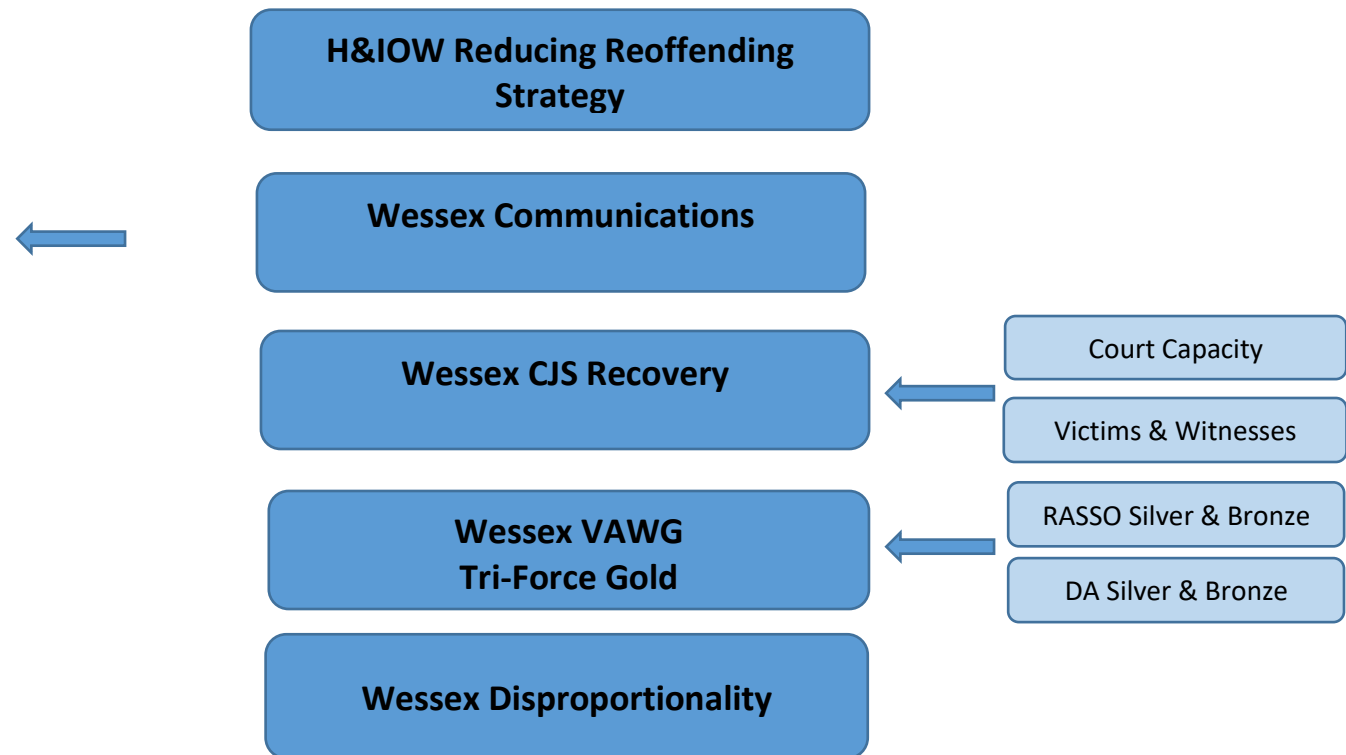 H&IOW Reducing Reoffending
Strategy
Wessex Communications
Wessex CJS Recovery
Court Capacity
Victims & Witnesses
Wessex VAWG
Tri-Force Gold
RASSO Silver & Bronze
DA Silver & Bronze
Wessex Disproportionality